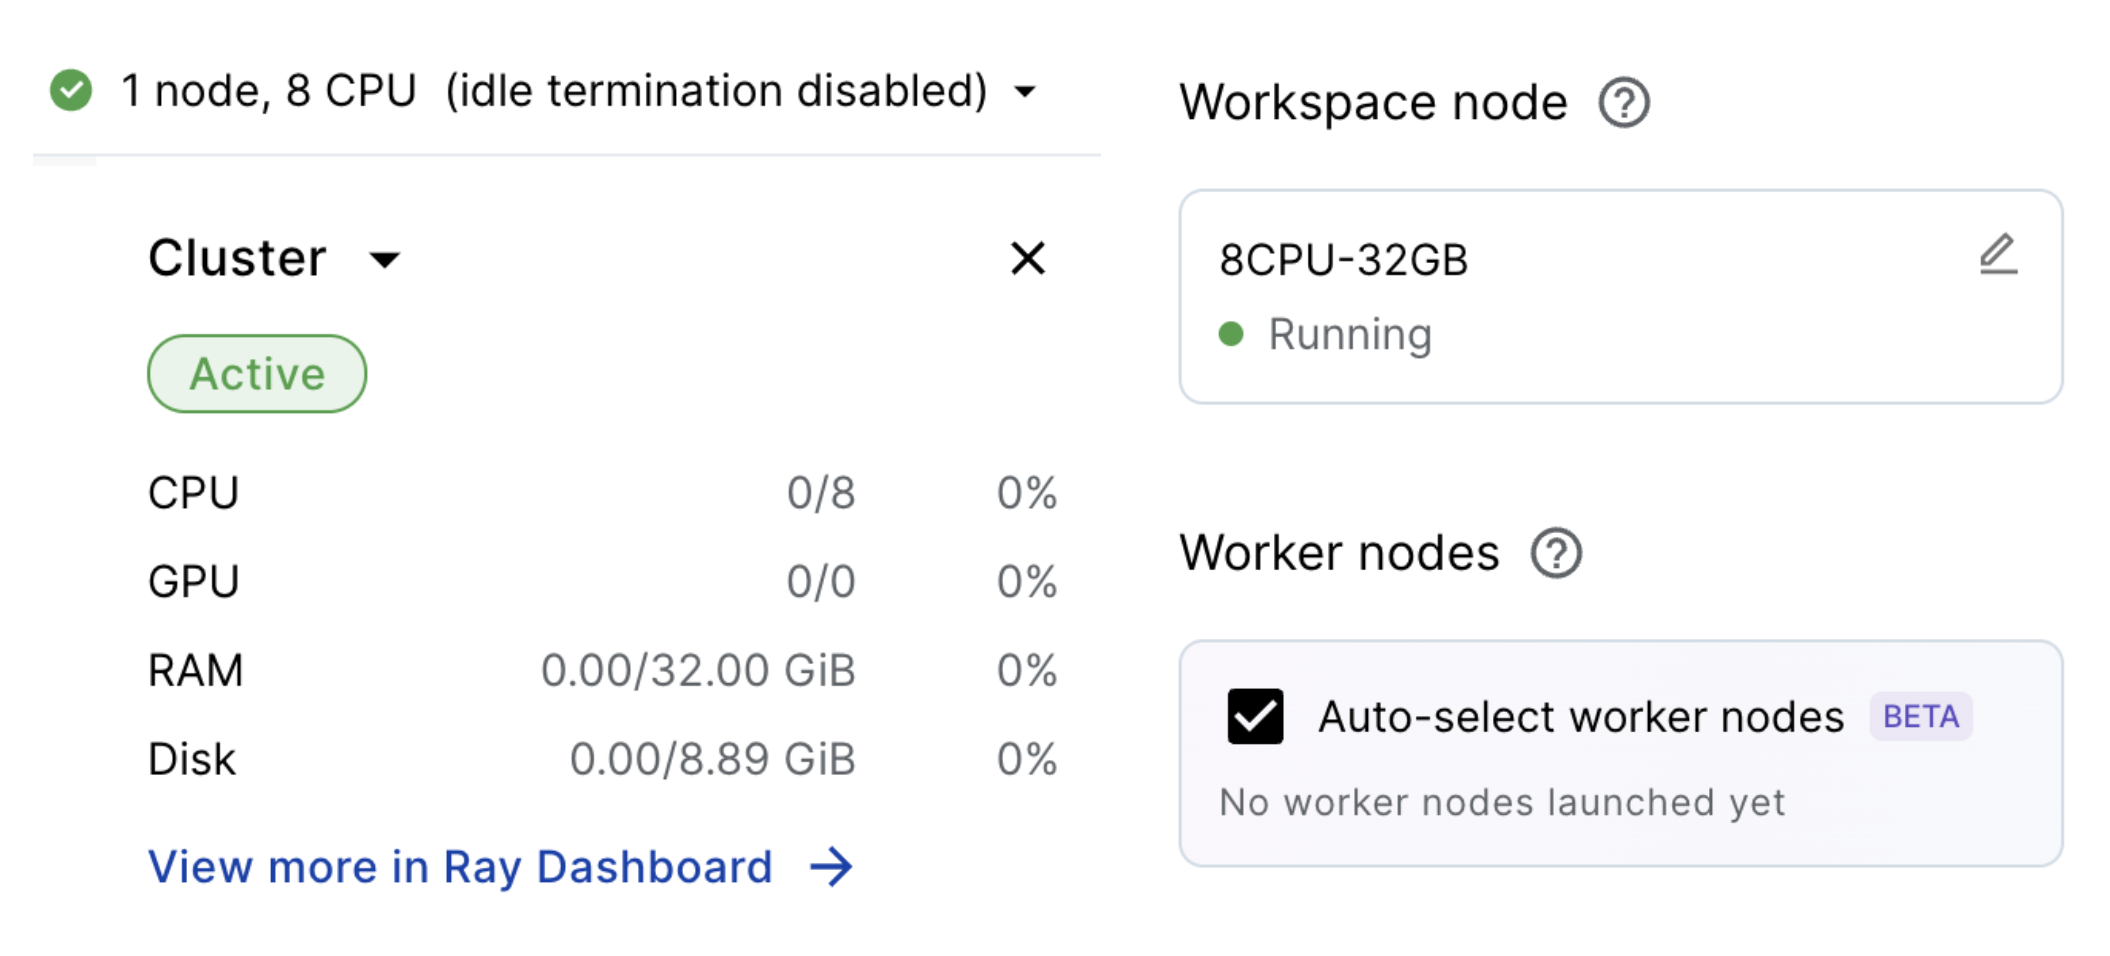 1 node, 8 CPU (idle termination disabled)
Cluster
Active
CPU 0/8 0%
GPU 0/0 0%
RAM 0.00/32.00 GiB 0%
Disk 0.00/8.89 GiB 0%
View more in Ray Dashboard →
Workspace node ?
8CPU-32GB
Running
Worker nodes ?
Auto-select worker nodes BETA
No worker nodes launched yet